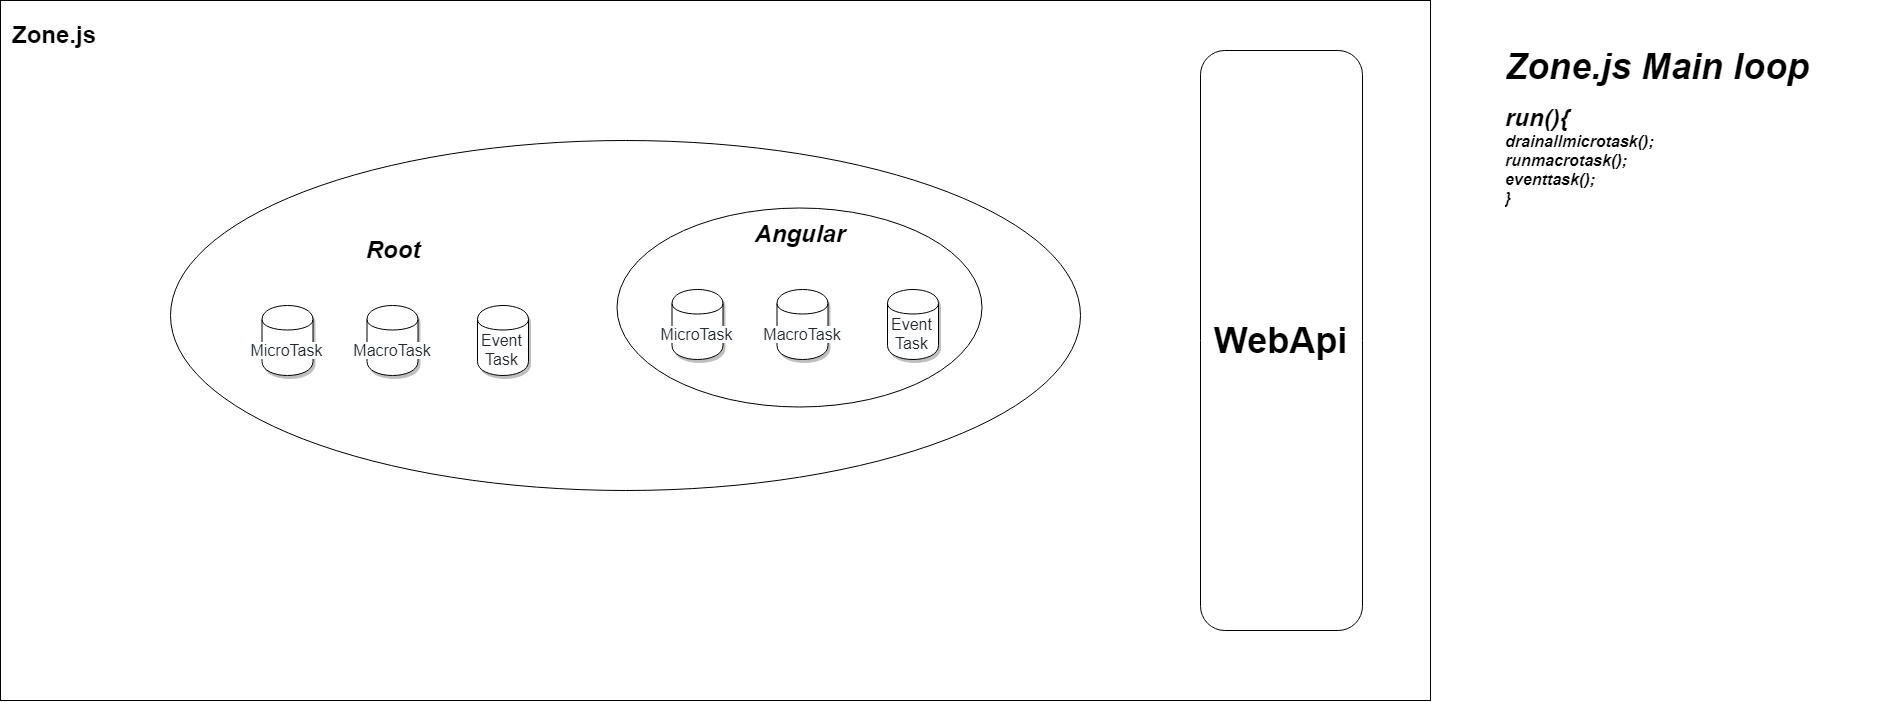 Zone.js
Root
MicroTask
MacroTask
Event
Task
Angular
MicroTask
MacroTask
Event
Task
WebApi
Zone.js Main loop
run(){
drainallmicrotask();
runmacrotask();
eventtask();
}